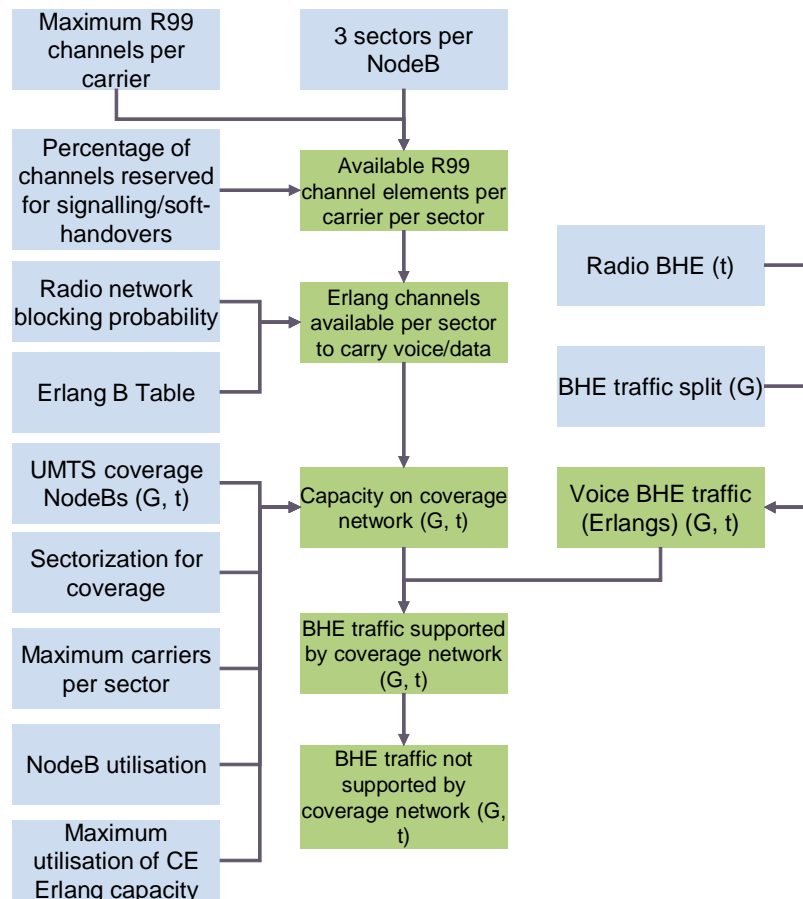 Maximum R99
channels per
carrier
3 sectors per
NodeB
Percentage of
channels reserved
for signalling/soft-
handovers
Available R99
channel elements per
carrier per sector
Radio BHE (t)
Radio network
blocking probability
Erlang channels
available per sector
to carry voice/data
Erlang B Table
BHE traffic split (G)
UMTS coverage
NodeBs (G, t)
Capacity on coverage
network (G, t)
Voice BHE traffic
(Erlangs) (G, t)
Sectorization for
coverage
Maximum carriers
per sector
BHE traffic supported
by coverage network
(G, t)
NodeB utilisation
BHE traffic not
supported by
coverage network (G,
t)
Maximum
utilisation of CE
Erlang capacity